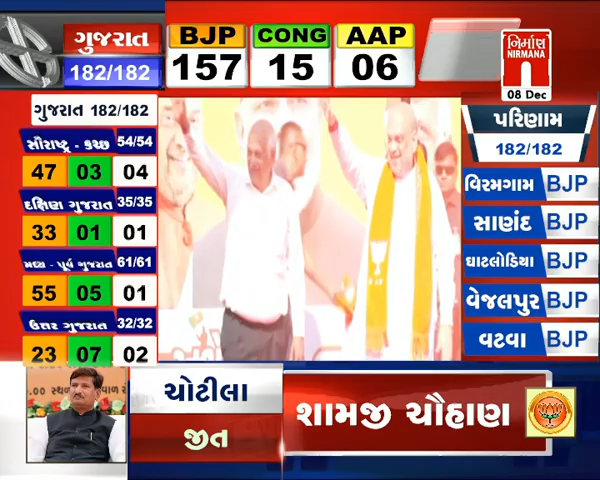 ગુજરાત
182/182
BJP
157
CONG
15
AAP
06
નિર્માણ
NIRMANA
08 Dec
ગુજરાત 182/182
સૌરાષ્ટ્ર - કચ્છ 54/54
47 03 04
દક્ષિણ ગુજરાત 35/35
33 01 01
મધ્ય - પૂર્વ ગુજરાત 61/61
55 05 01
ઉત્તર ગુજરાત 32/32
23 07 02
પરિણામ
182/182
વિરમગામ BJP
સાણંદ BJP
ઘાટલોડિયા BJP
વેજલપુર BJP
વટવા BJP
ચોટીલા
જીત
શામજી ચૌહાણ